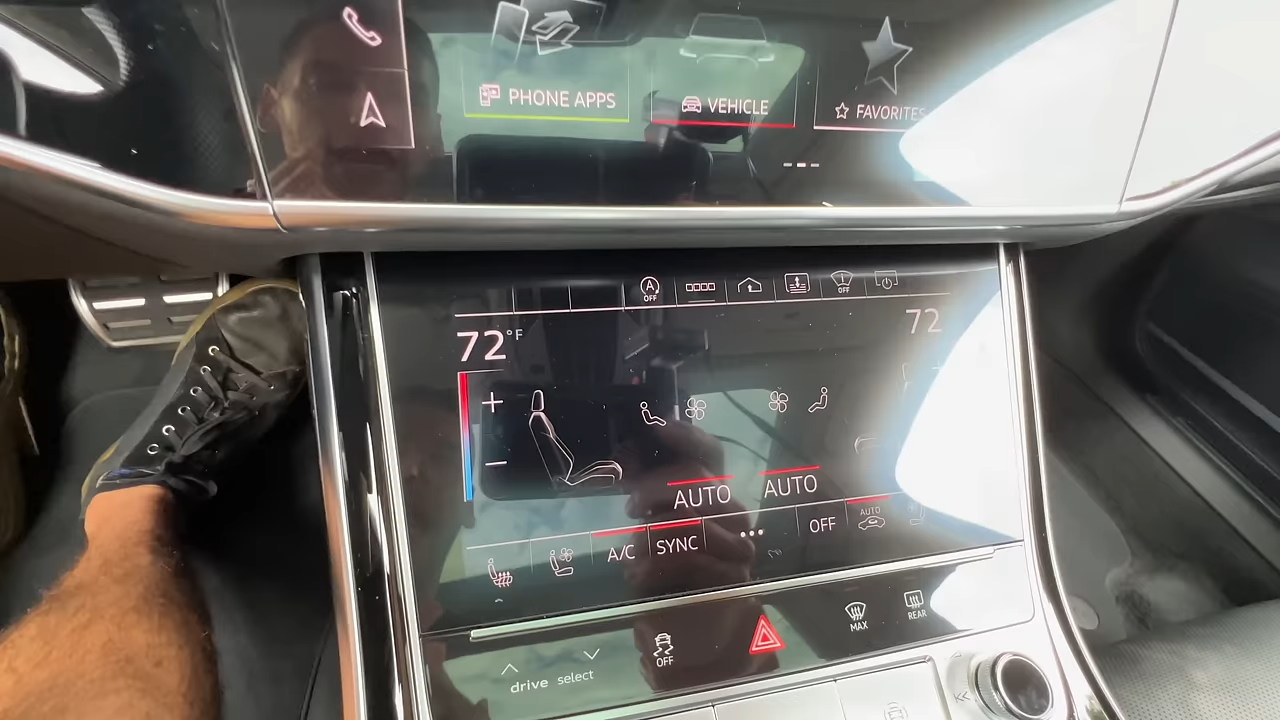 PHONE APPS
VEHICLE
FAVORITES
A
OFF
OFF
72°F
72
+
−
AUTO
AUTO
A/C
SYNC
OFF
AUTO
OFF
MAX
REAR
drive select